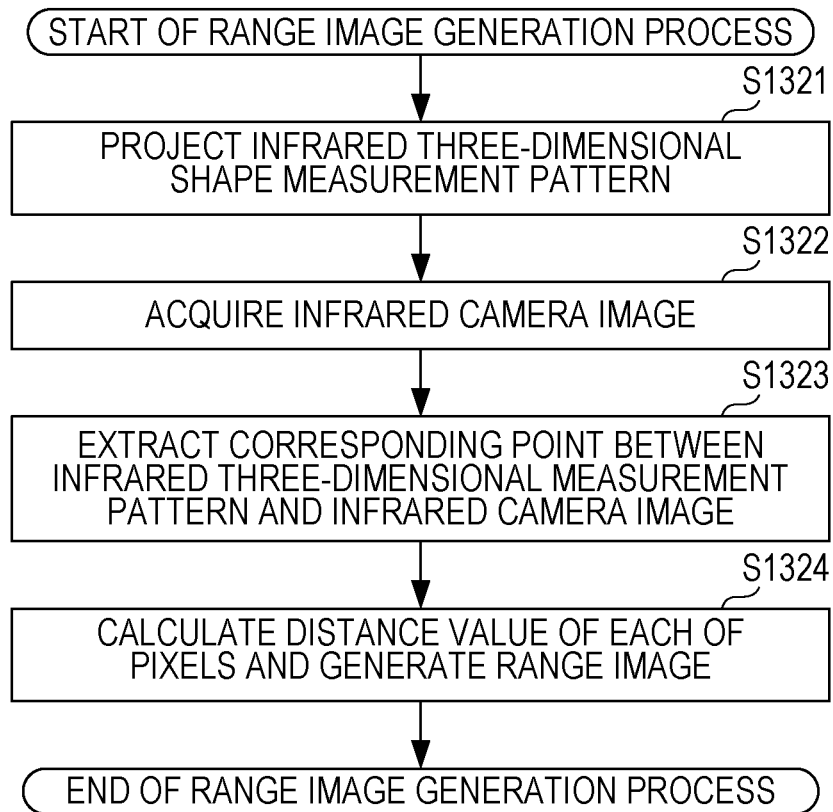 START OF RANGE IMAGE GENERATION PROCESS
S1321
PROJECT INFRARED THREE-DIMENSIONAL
SHAPE MEASUREMENT PATTERN
S1322
ACQUIRE INFRARED CAMERA IMAGE
S1323
EXTRACT CORRESPONDING POINT BETWEEN
INFRARED THREE-DIMENSIONAL MEASUREMENT
PATTERN AND INFRARED CAMERA IMAGE
S1324
CALCULATE DISTANCE VALUE OF EACH OF
PIXELS AND GENERATE RANGE IMAGE
END OF RANGE IMAGE GENERATION PROCESS